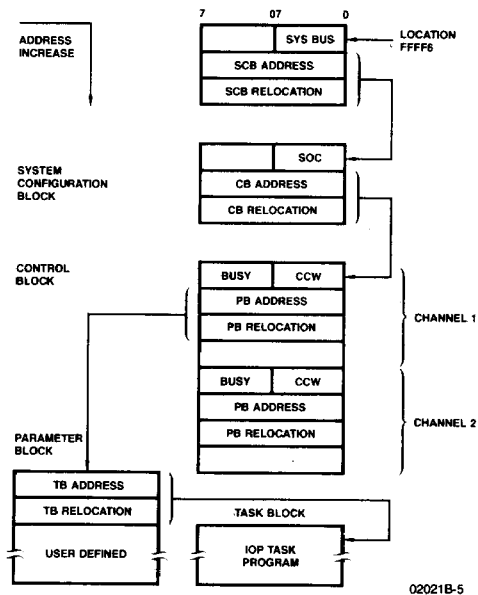 7 07 0
ADDRESS
INCREASE
SYS BUS
LOCATION
FFFF6
SCB ADDRESS
SCB RELOCATION
SYSTEM
CONFIGURATION
BLOCK
SOC
CB ADDRESS
CB RELOCATION
CONTROL
BLOCK
BUSY CCW
PB ADDRESS
PB RELOCATION
CHANNEL 1
BUSY CCW
PB ADDRESS
PB RELOCATION
CHANNEL 2
PARAMETER
BLOCK
TB ADDRESS
TB RELOCATION
USER DEFINED
TASK BLOCK
IOP TASK
PROGRAM
02021B-5